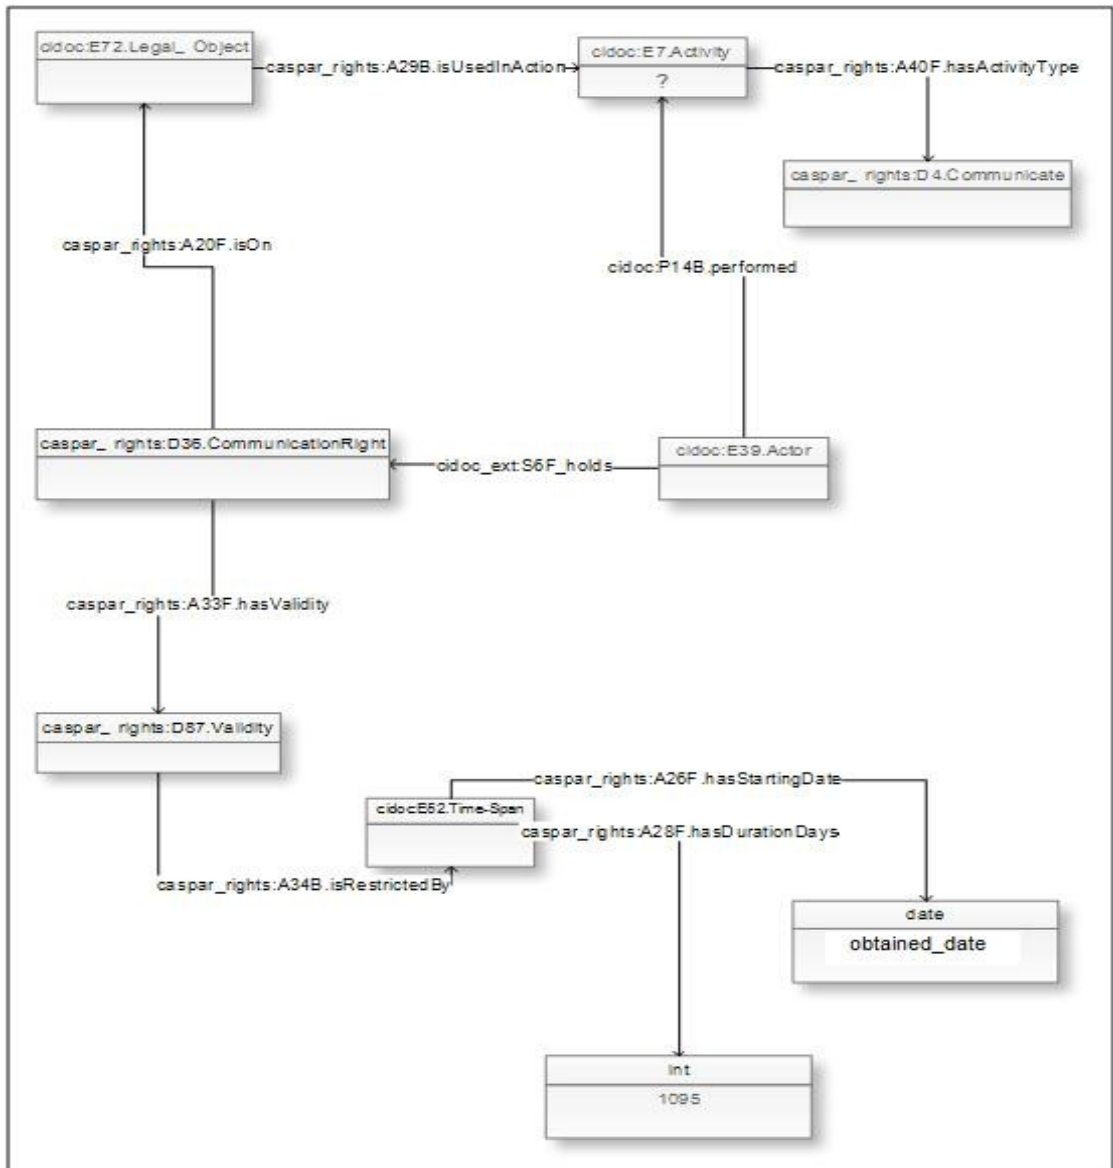 cidoc:E72.Legal_ Object
cidoc:E7.Activity
caspar_rights:A29B.isUsedInAction
caspar_rights:A40F.hasActivityType
?
caspar_ rights:D4.Communicate
caspar_rights:A20F.isOn
cidoc:P14B.performed
caspar_ rights:D36.CommunicationRight
cidoc:E39.Actor
cidoc_ext:S6F_holds
caspar_rights:A33F.hasValidity
caspar_ rights:D87.Validity
caspar_rights:A26F.hasStartingDate
cidoc:E52.Time-Span
caspar_rights:A28F.hasDurationDays
caspar_rights:A34B.isRestrictedBy
date
obtained_date
int
1095